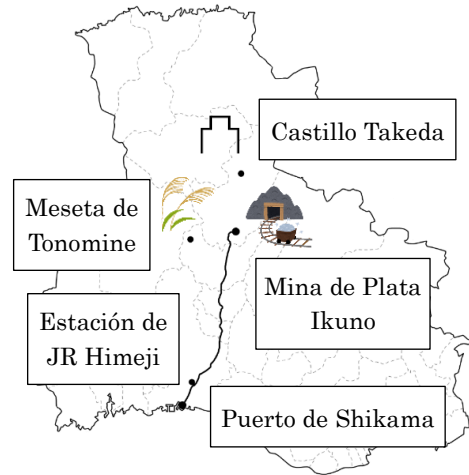 Castillo Takeda
Meseta de
Tonomine
Mina de Plata
Ikuno
Estación de
JR Himeji
Puerto de Shikama